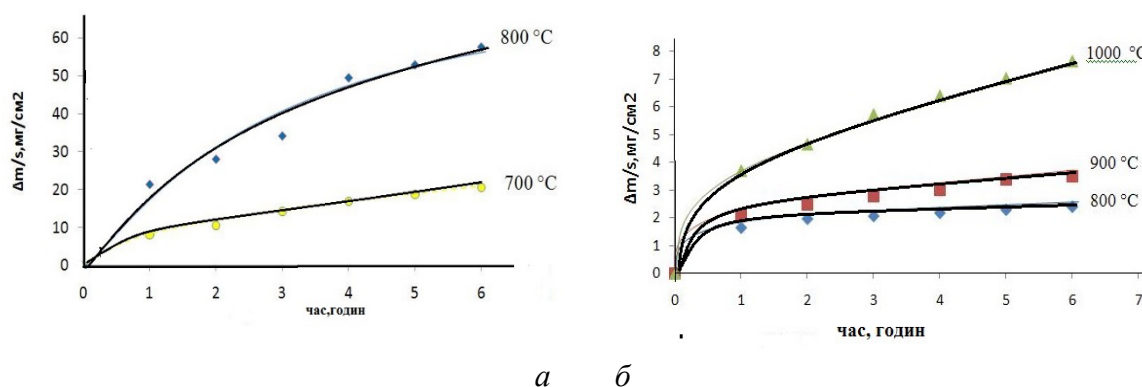 Δm/s,мг/см2
60
50
40
30
20
10
0
0 1 2 3 4 5 6
час,годин
800 °C
700 °C
Δm/s,мг/см2
8
7
6
5
4
3
2
1
0
0 1 2 3 4 5 6 7
час, годин
1000 °C
900 °C
800 °C
а б